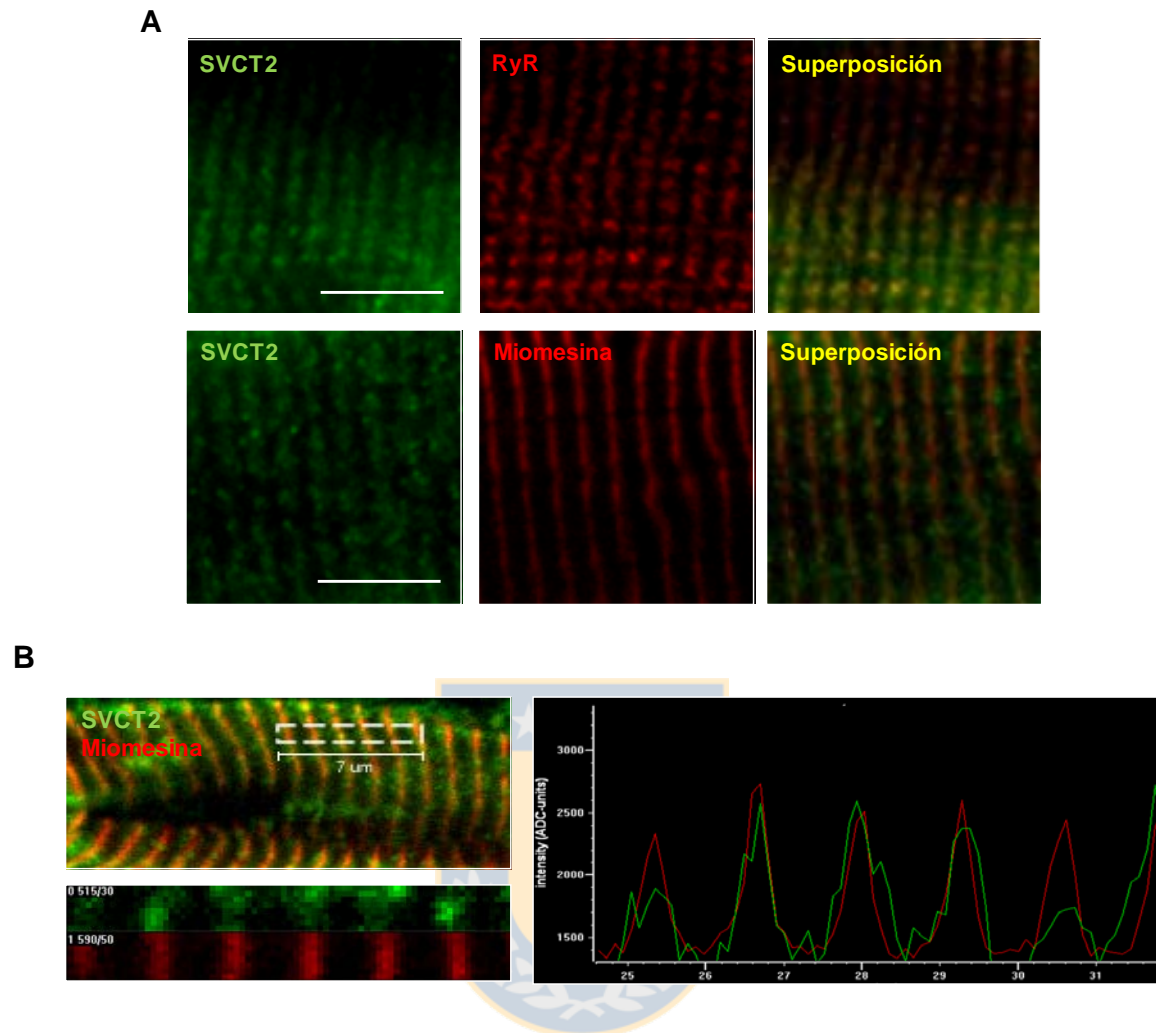 A
SVCT2
RyR
Superposición
SVCT2
Miomesina
Superposición
B
SVCT2
Miomesina
7 um
0 515/30
1 590/50
intensity (ADC-units)
3000
2500
2000
1500
25 26 27 28 29 30 31